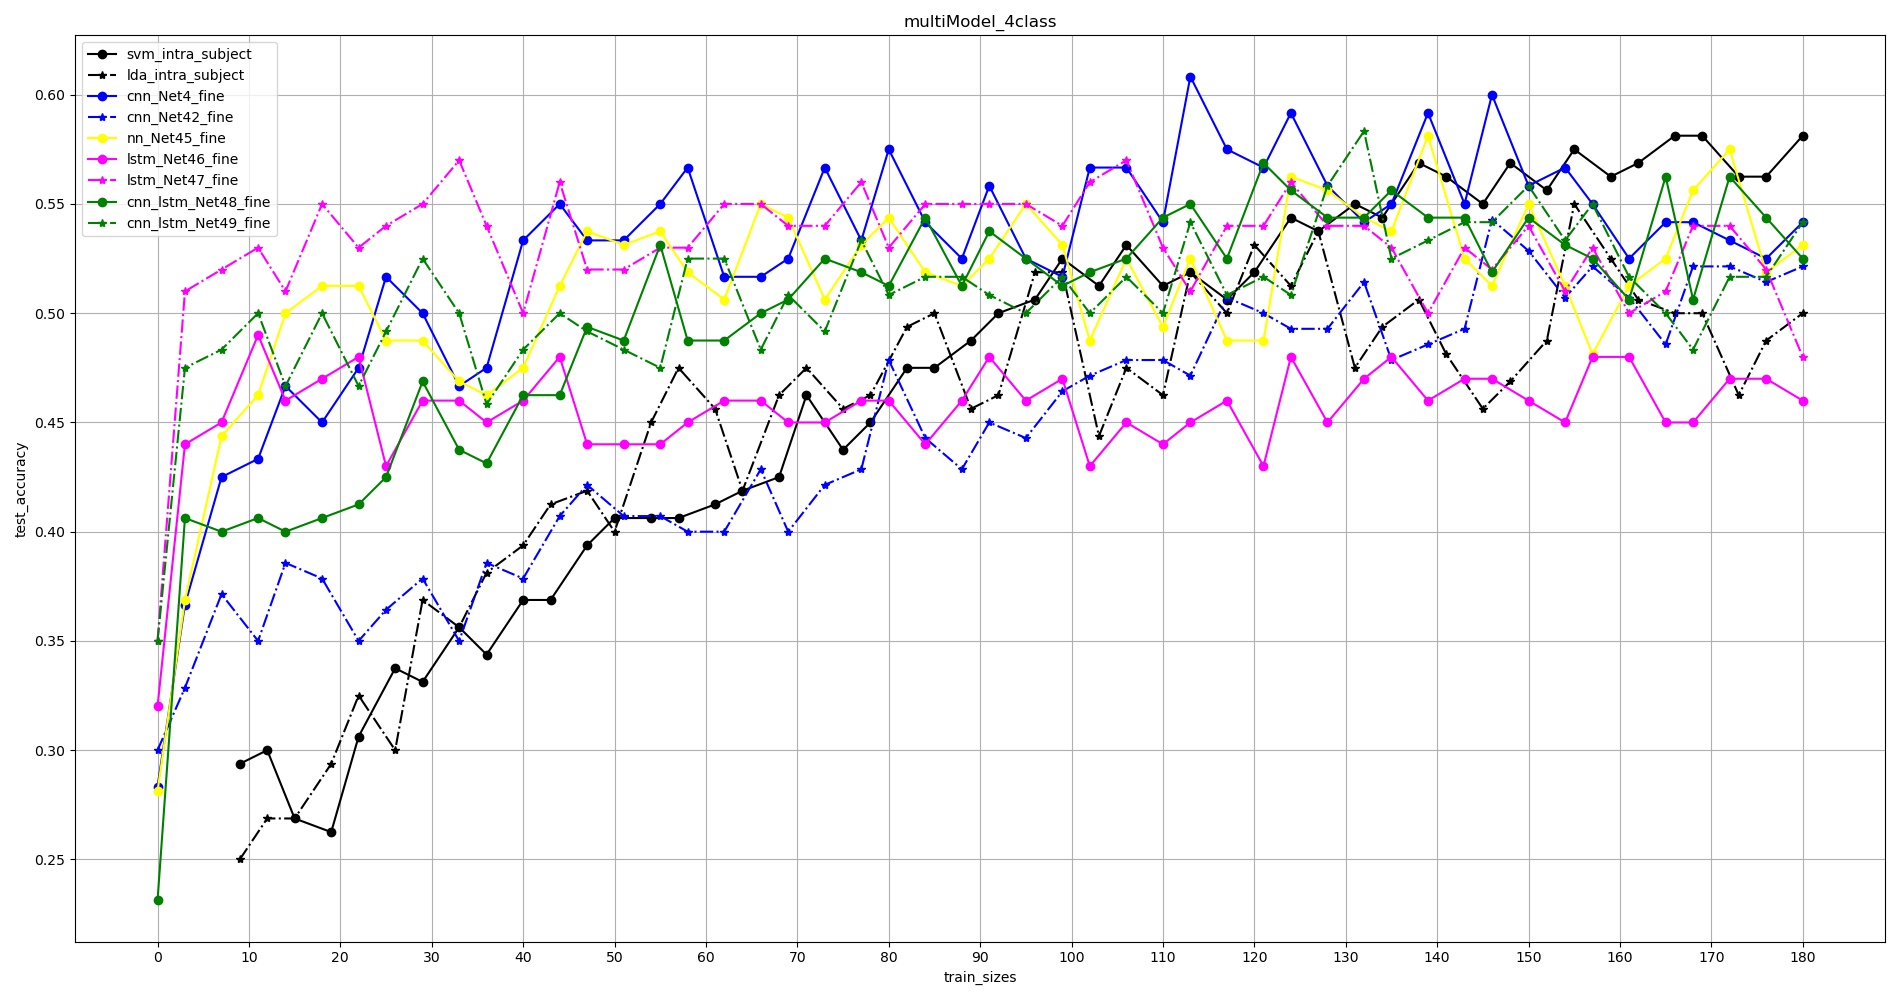 multiModel_4class
svm_intra_subject
lda_intra_subject
cnn_Net4_fine
cnn_Net42_fine
nn_Net45_fine
lstm_Net46_fine
lstm_Net47_fine
cnn_lstm_Net48_fine
cnn_lstm_Net49_fine
0.60
0.55
0.50
0.45
0.40
0.35
0.30
0.25
test_accuracy
0 10 20 30 40 50 60 70 80 90 100 110 120 130 140 150 160 170 180
train_sizes